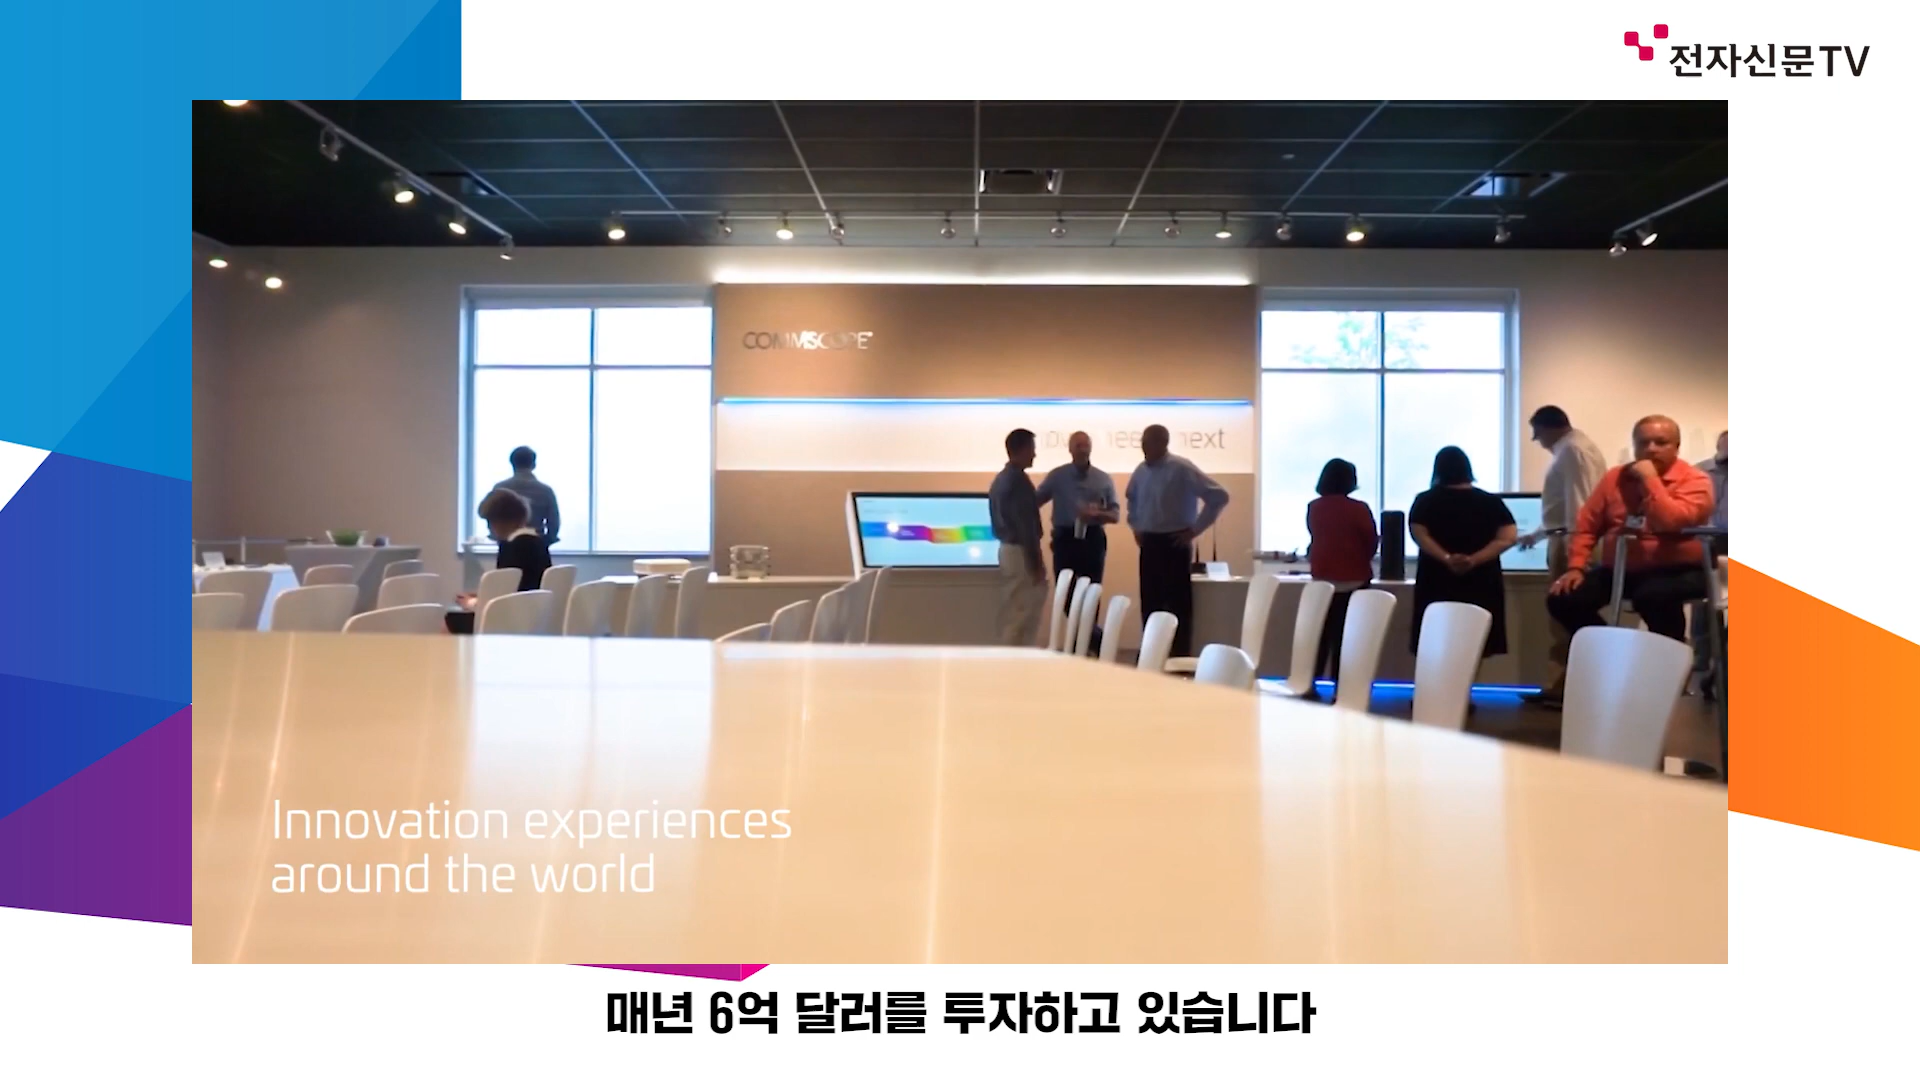 전자신문TV
COMMSCOPE
next
Innovation experiences
around the world
매년 6억 달러를 투자하고 있습니다